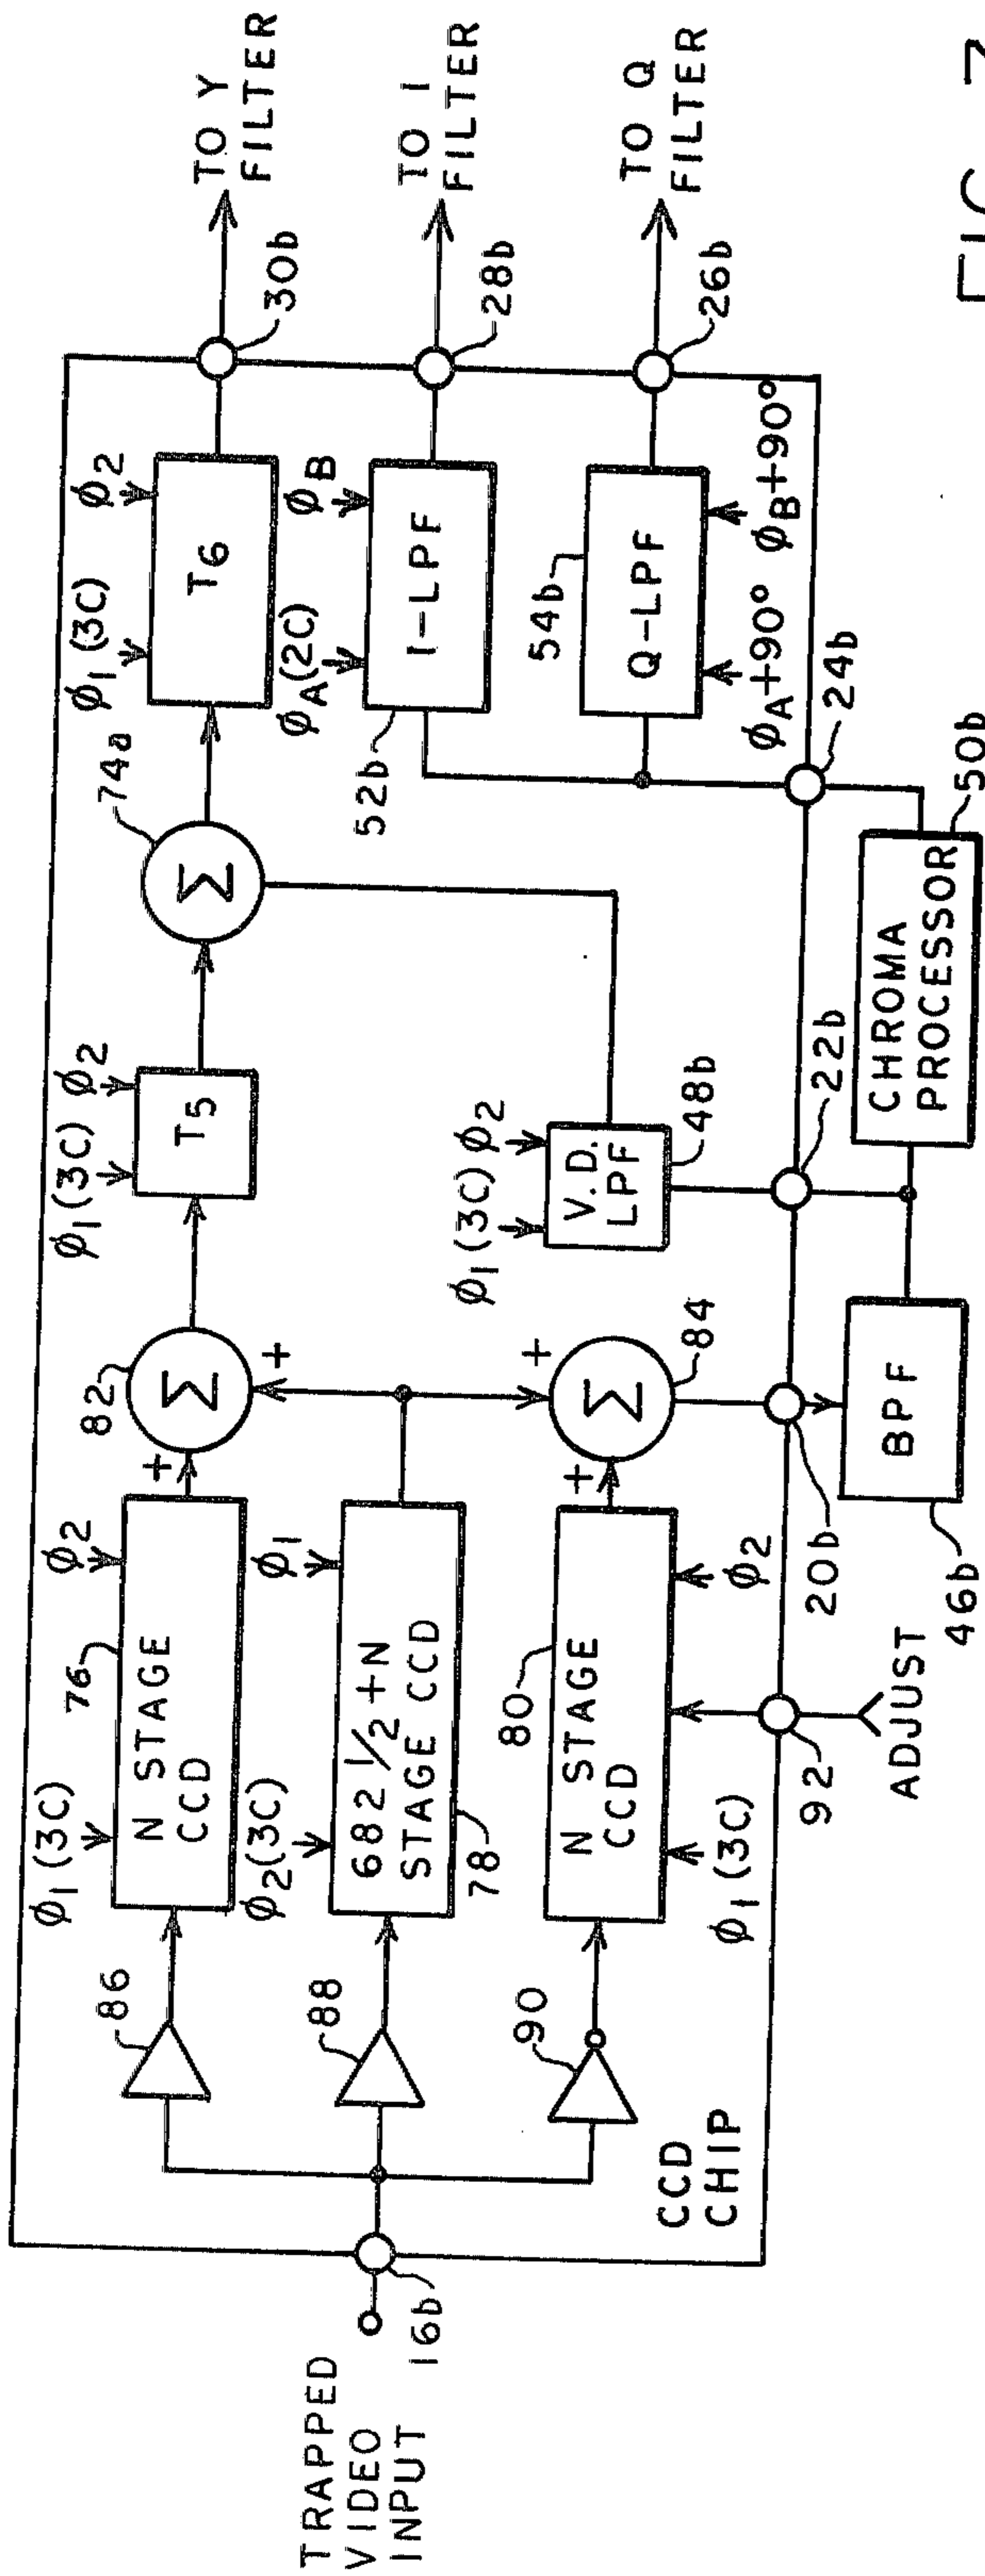 TRAPPED
VIDEO
INPUT
16b
86
88
90
CCD
CHIP
ϕ1 (3C)
76
ϕ2
N STAGE
CCD
ϕ2 (3C)
ϕ1
682 1/2 + N
STAGE CCD
78
80
N STAGE
CCD
ϕ1 (3C)
ϕ2
92
ADJUST
82
Σ
+
+
+
+
Σ
84
20b
BPF
46b
ϕ1 (3C)
ϕ2
T5
ϕ1 (3C)
ϕ2
V.D.
LPF
48b
22b
CHROMA
PROCESSOR
50b
24b
74a
Σ
ϕ1 (3C)
ϕ2
T6
ϕA (2C)
ϕB
I-LPF
52b
54b
Q-LPF
ϕA+90°
ϕB+90°
30b
28b
26b
TO Y
FILTER
TO I
FILTER
TO Q
FILTER